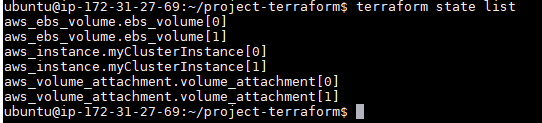 ubuntu@ip-172-31-27-69:~/project-terraform$ terraform state list
aws_ebs_volume.ebs_volume[0]
aws_ebs_volume.ebs_volume[1]
aws_instance.myClusterInstance[0]
aws_instance.myClusterInstance[1]
aws_volume_attachment.volume_attachment[0]
aws_volume_attachment.volume_attachment[1]
ubuntu@ip-172-31-27-69:~/project-terraform$